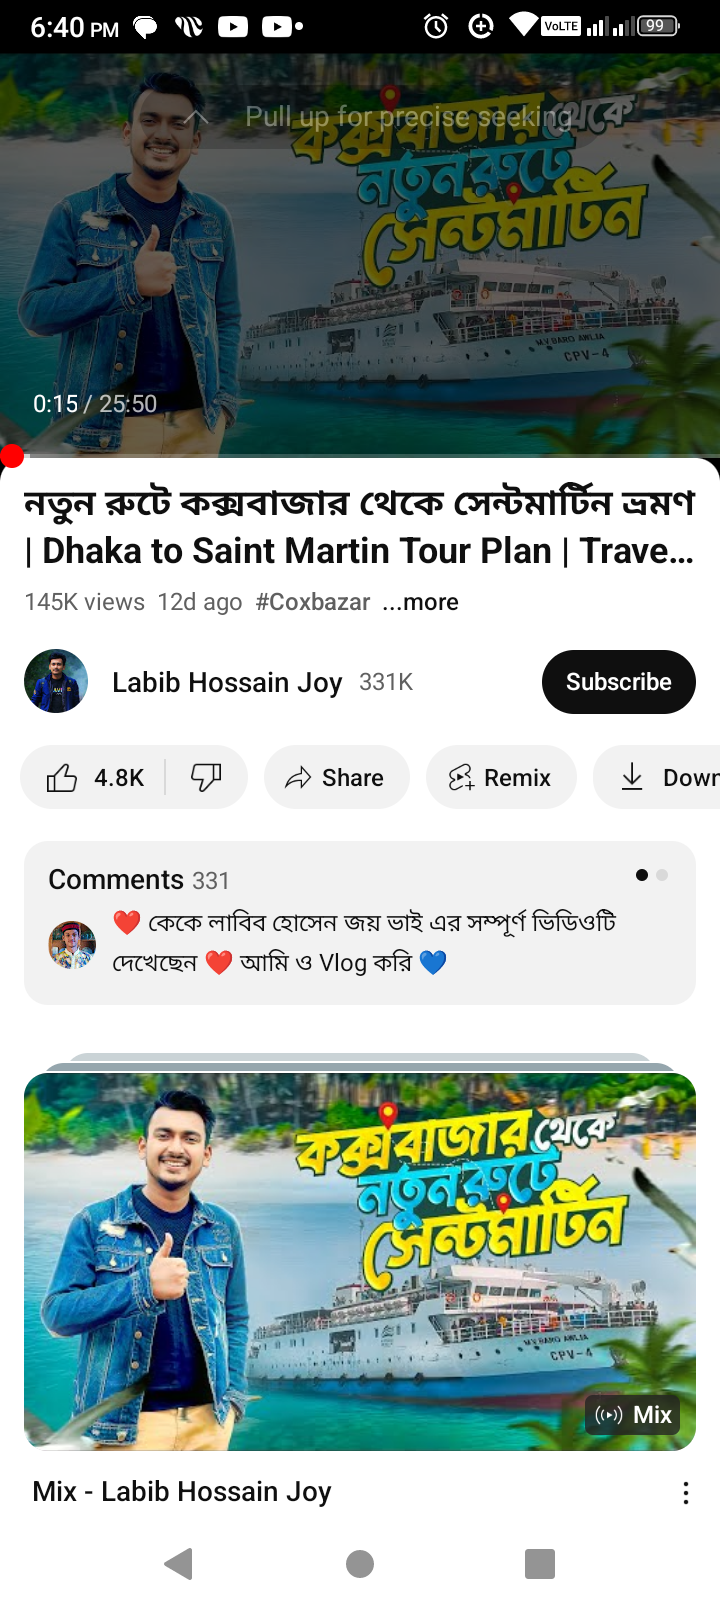 6:40 PM
VoLTE
99
Pull up for precise seeking
কক্সবাজার থেকে
নতুন রুটে
সেন্টমার্টিন
M.V BARO AWLIA
CPV-4
0:15 / 25:50
নতুন রুটে কক্সবাজার থেকে সেন্টমার্টিন ভ্রমণ
| Dhaka to Saint Martin Tour Plan | Trave...
145K views 12d ago #Coxbazar ...more
Labib Hossain Joy 331K
Subscribe
4.8K
Share
Remix
Down
Comments 331
❤️ কেকে লাবিব হোসেন জয় ভাই এর সম্পূর্ণ ভিডিওটি
দেখেছেন ❤️ আমি ও Vlog করি 💙
কক্সবাজার থেকে
নতুন রুটে
সেন্টমার্টিন
M.V BARO AWLIA
CPV-4
Mix
Mix - Labib Hossain Joy